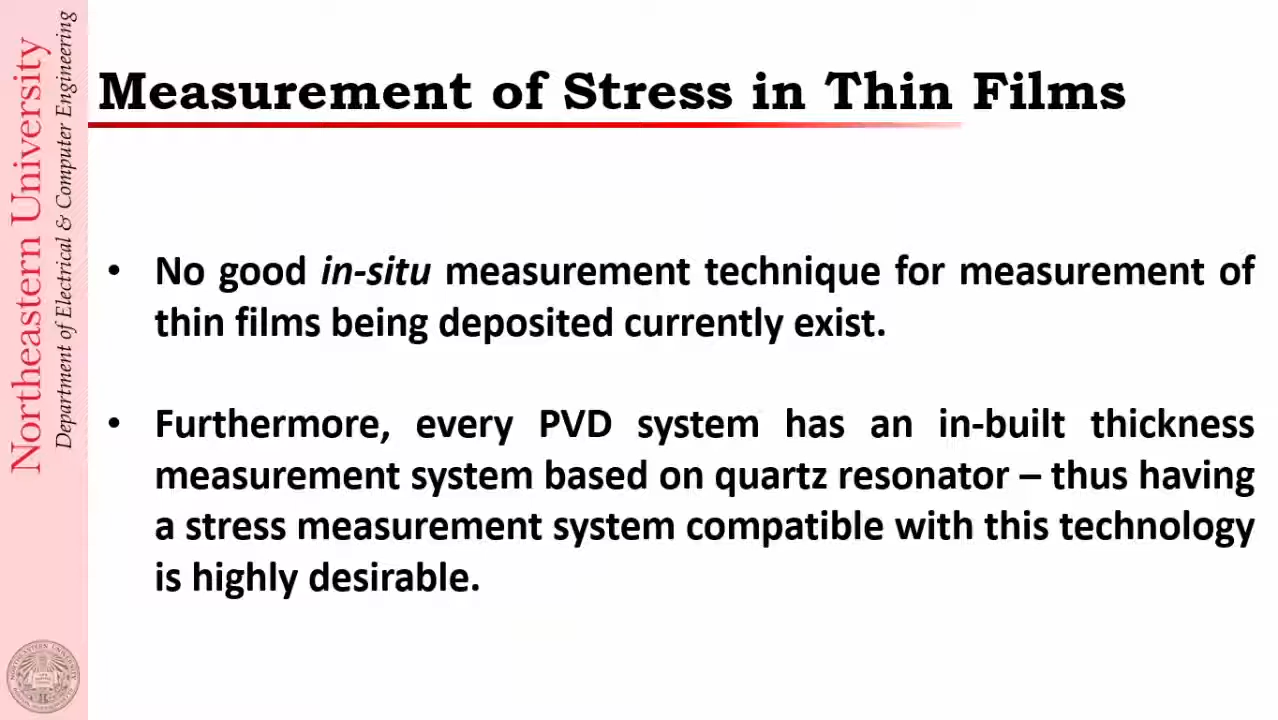 Northeastern University
Department of Electrical & Computer Engineering
Measurement of Stress in Thin Films
• No good in-situ measurement technique for measurement of
thin films being deposited currently exist.
• Furthermore, every PVD system has an in-built thickness
measurement system based on quartz resonator – thus having
a stress measurement system compatible with this technology
is highly desirable.